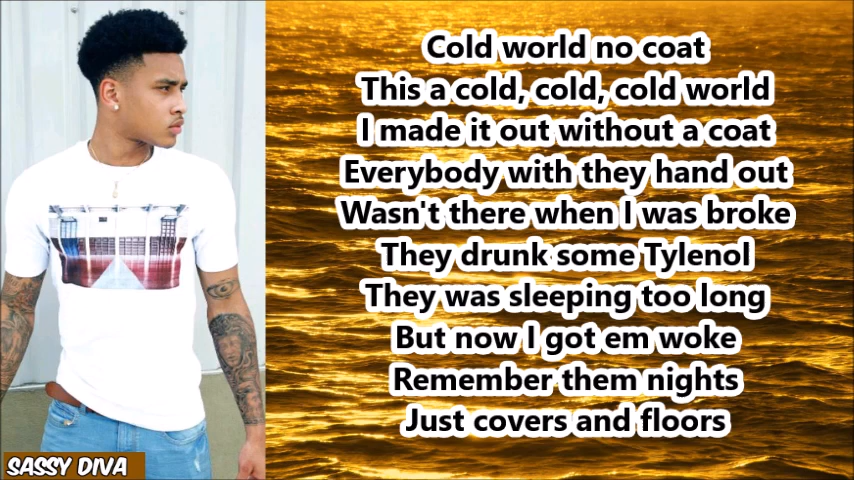 Cold world no coat
This a cold, cold, cold world
I made it out without a coat
Everybody with they hand out
Wasn't there when I was broke
They drunk some Tylenol
They was sleeping too long
But now I got em woke
Remember them nights
Just covers and floors
SASSY DIVA